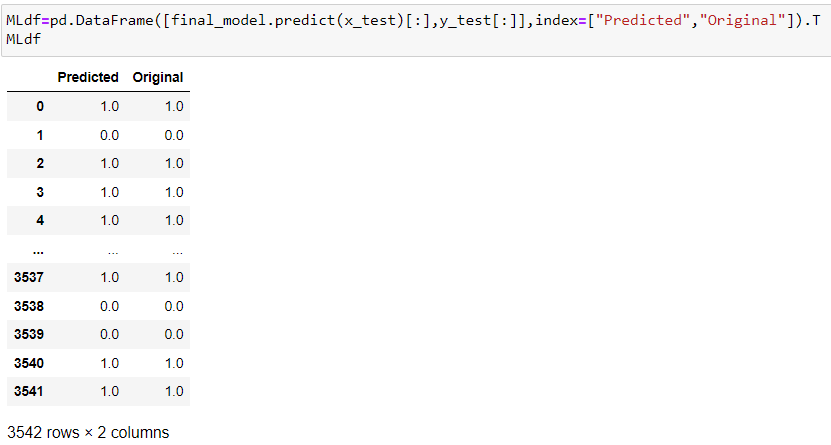 MLdf=pd.DataFrame([final_model.predict(x_test)[:],y_test[:]],index=["Predicted","Original"]).T
MLdf
Predicted Original
0 1.0 1.0
1 0.0 0.0
2 1.0 1.0
3 1.0 1.0
4 1.0 1.0
... ... ...
3537 1.0 1.0
3538 0.0 0.0
3539 0.0 0.0
3540 1.0 1.0
3541 1.0 1.0
3542 rows × 2 columns